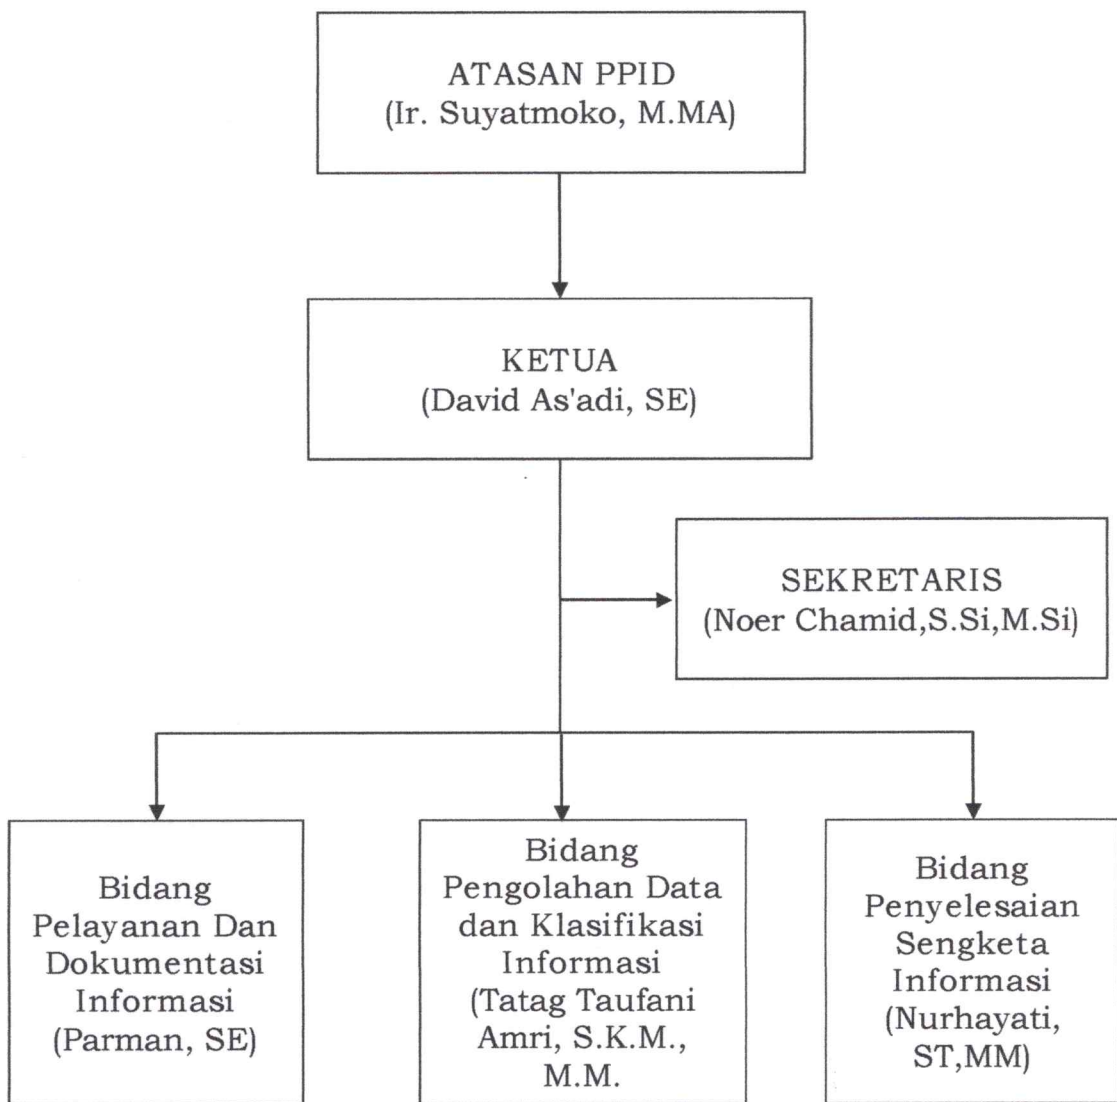 ATASAN PPID
(Ir. Suyatmoko, M.MA)
KETUA
(David As'adi, SE)
SEKRETARIS
(Noer Chamid,S.Si,M.Si)
Bidang
Pelayanan Dan
Dokumentasi
Informasi
(Parman, SE)
Bidang
Pengolahan Data
dan Klasifikasi
Informasi
(Tatag Taufani
Amri, S.K.M.,
M.M.
Bidang
Penyelesaian
Sengketa
Informasi
(Nurhayati,
ST,MM)